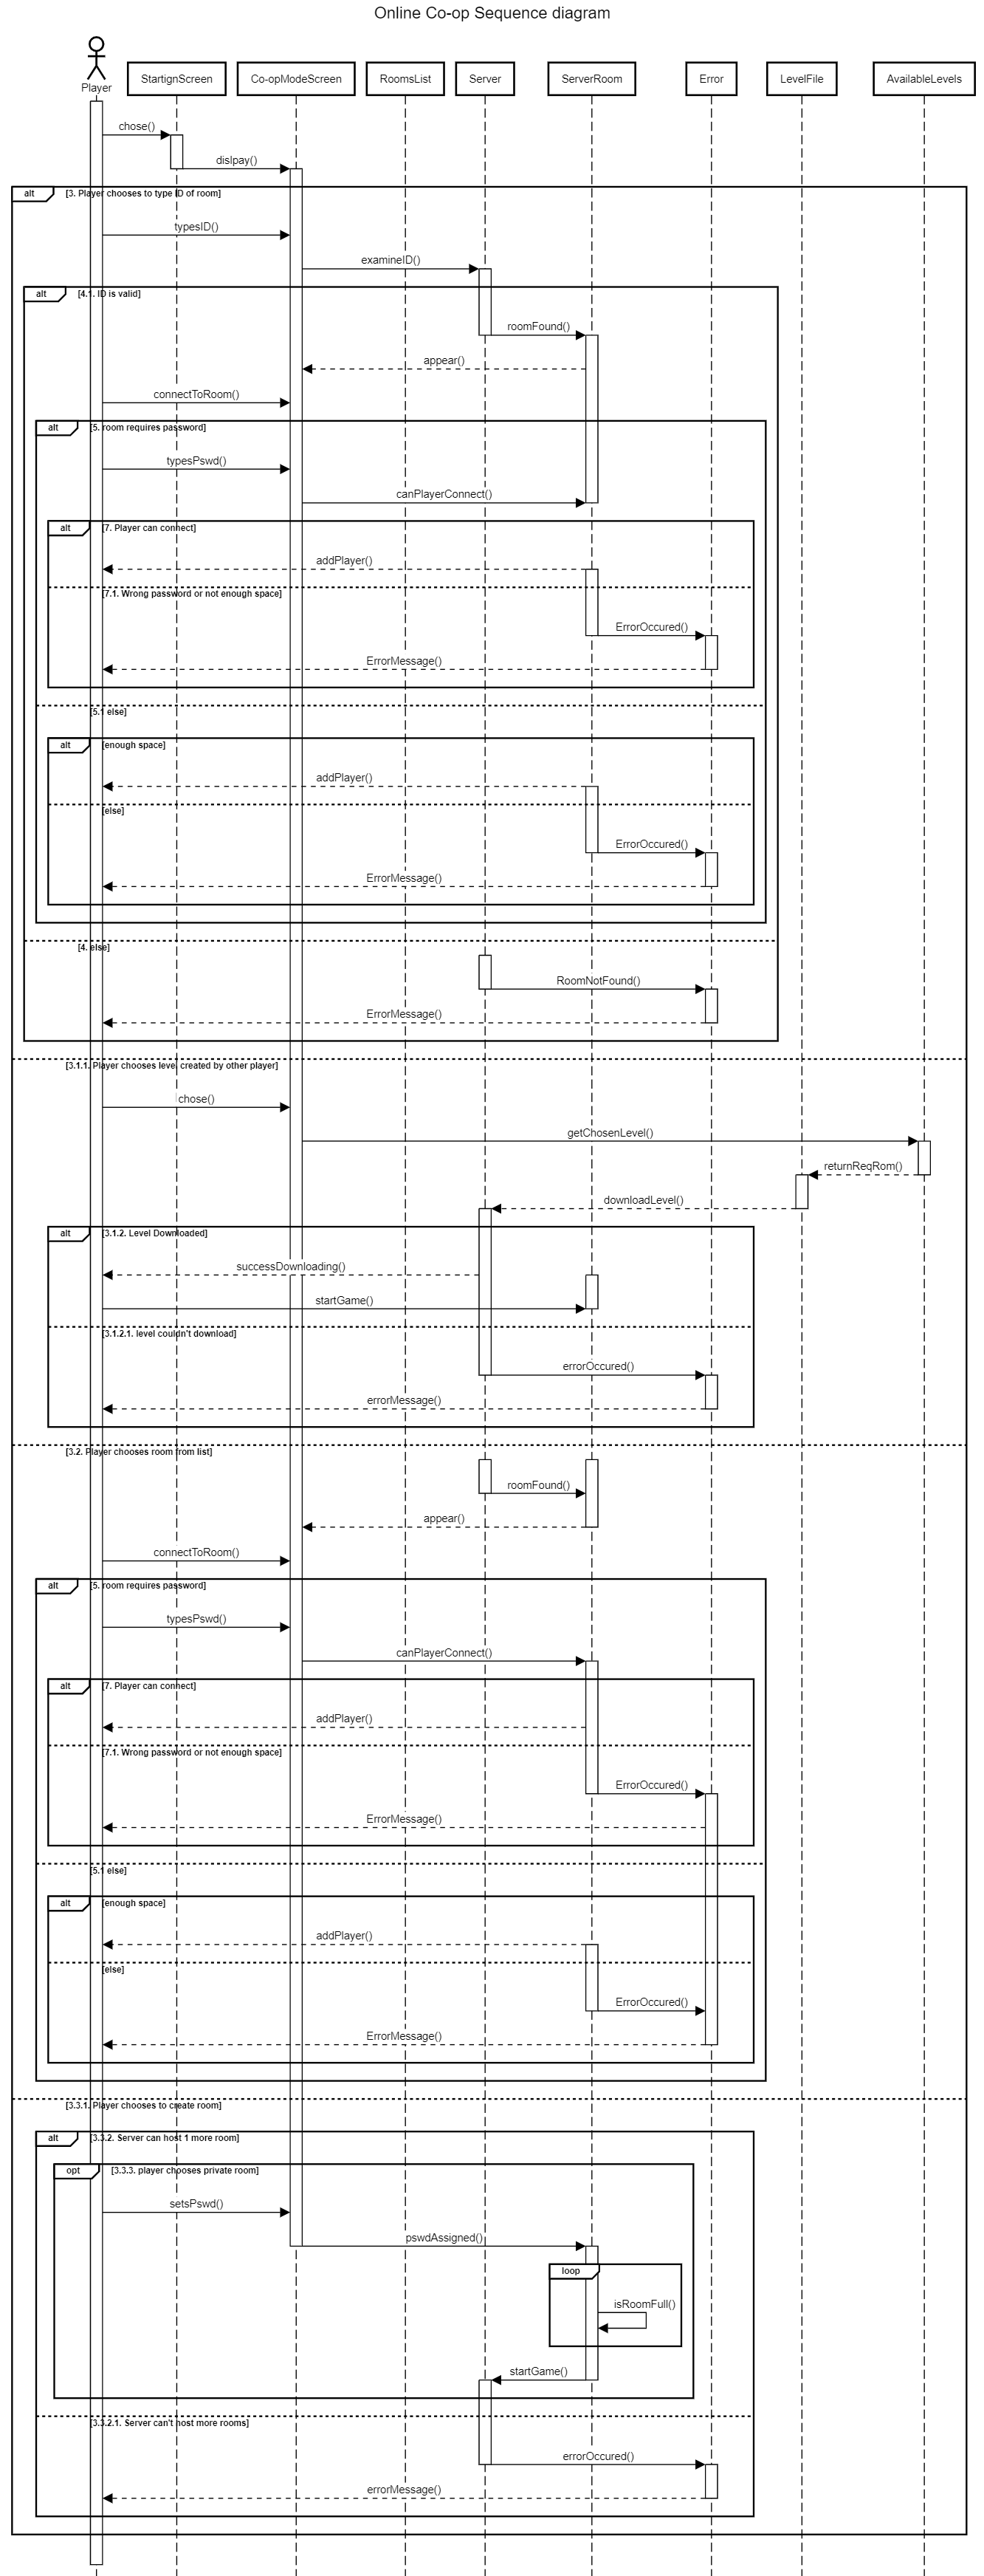 Online Co-op Sequence diagram
Player
StartignScreen
Co-opModeScreen
RoomsList
Server
ServerRoom
Error
LevelFile
AvailableLevels
chose()
dislpay()
alt
[3. Player chooses to type ID of room]
typesID()
examineID()
alt
[4.1. ID is valid]
roomFound()
appear()
connectToRoom()
alt
[5. room requires password]
typesPswd()
canPlayerConnect()
alt
[7. Player can connect]
addPlayer()
[7.1. Wrong password or not enough space]
ErrorOccured()
ErrorMessage()
[5.1 else]
alt
[enough space]
addPlayer()
[else]
ErrorOccured()
ErrorMessage()
[4. else]
RoomNotFound()
ErrorMessage()
[3.1.1. Player chooses level created by other player]
chose()
getChosenLevel()
returnReqRom()
downloadLevel()
alt
[3.1.2. Level Downloaded]
successDownloading()
startGame()
[3.1.2.1. level couldn't download]
errorOccured()
errorMessage()
[3.2. Player chooses room from list]
roomFound()
appear()
connectToRoom()
alt
[5. room requires password]
typesPswd()
canPlayerConnect()
alt
[7. Player can connect]
addPlayer()
[7.1. Wrong password or not enough space]
ErrorOccured()
ErrorMessage()
[5.1 else]
alt
[enough space]
addPlayer()
[else]
ErrorOccured()
ErrorMessage()
[3.3.1. Player chooses to create room]
alt
[3.3.2. Server can host 1 more room]
opt
[3.3.3. player chooses private room]
setsPswd()
pswdAssigned()
loop
isRoomFull()
startGame()
[3.3.2.1. Server can't host more rooms]
errorOccured()
errorMessage()